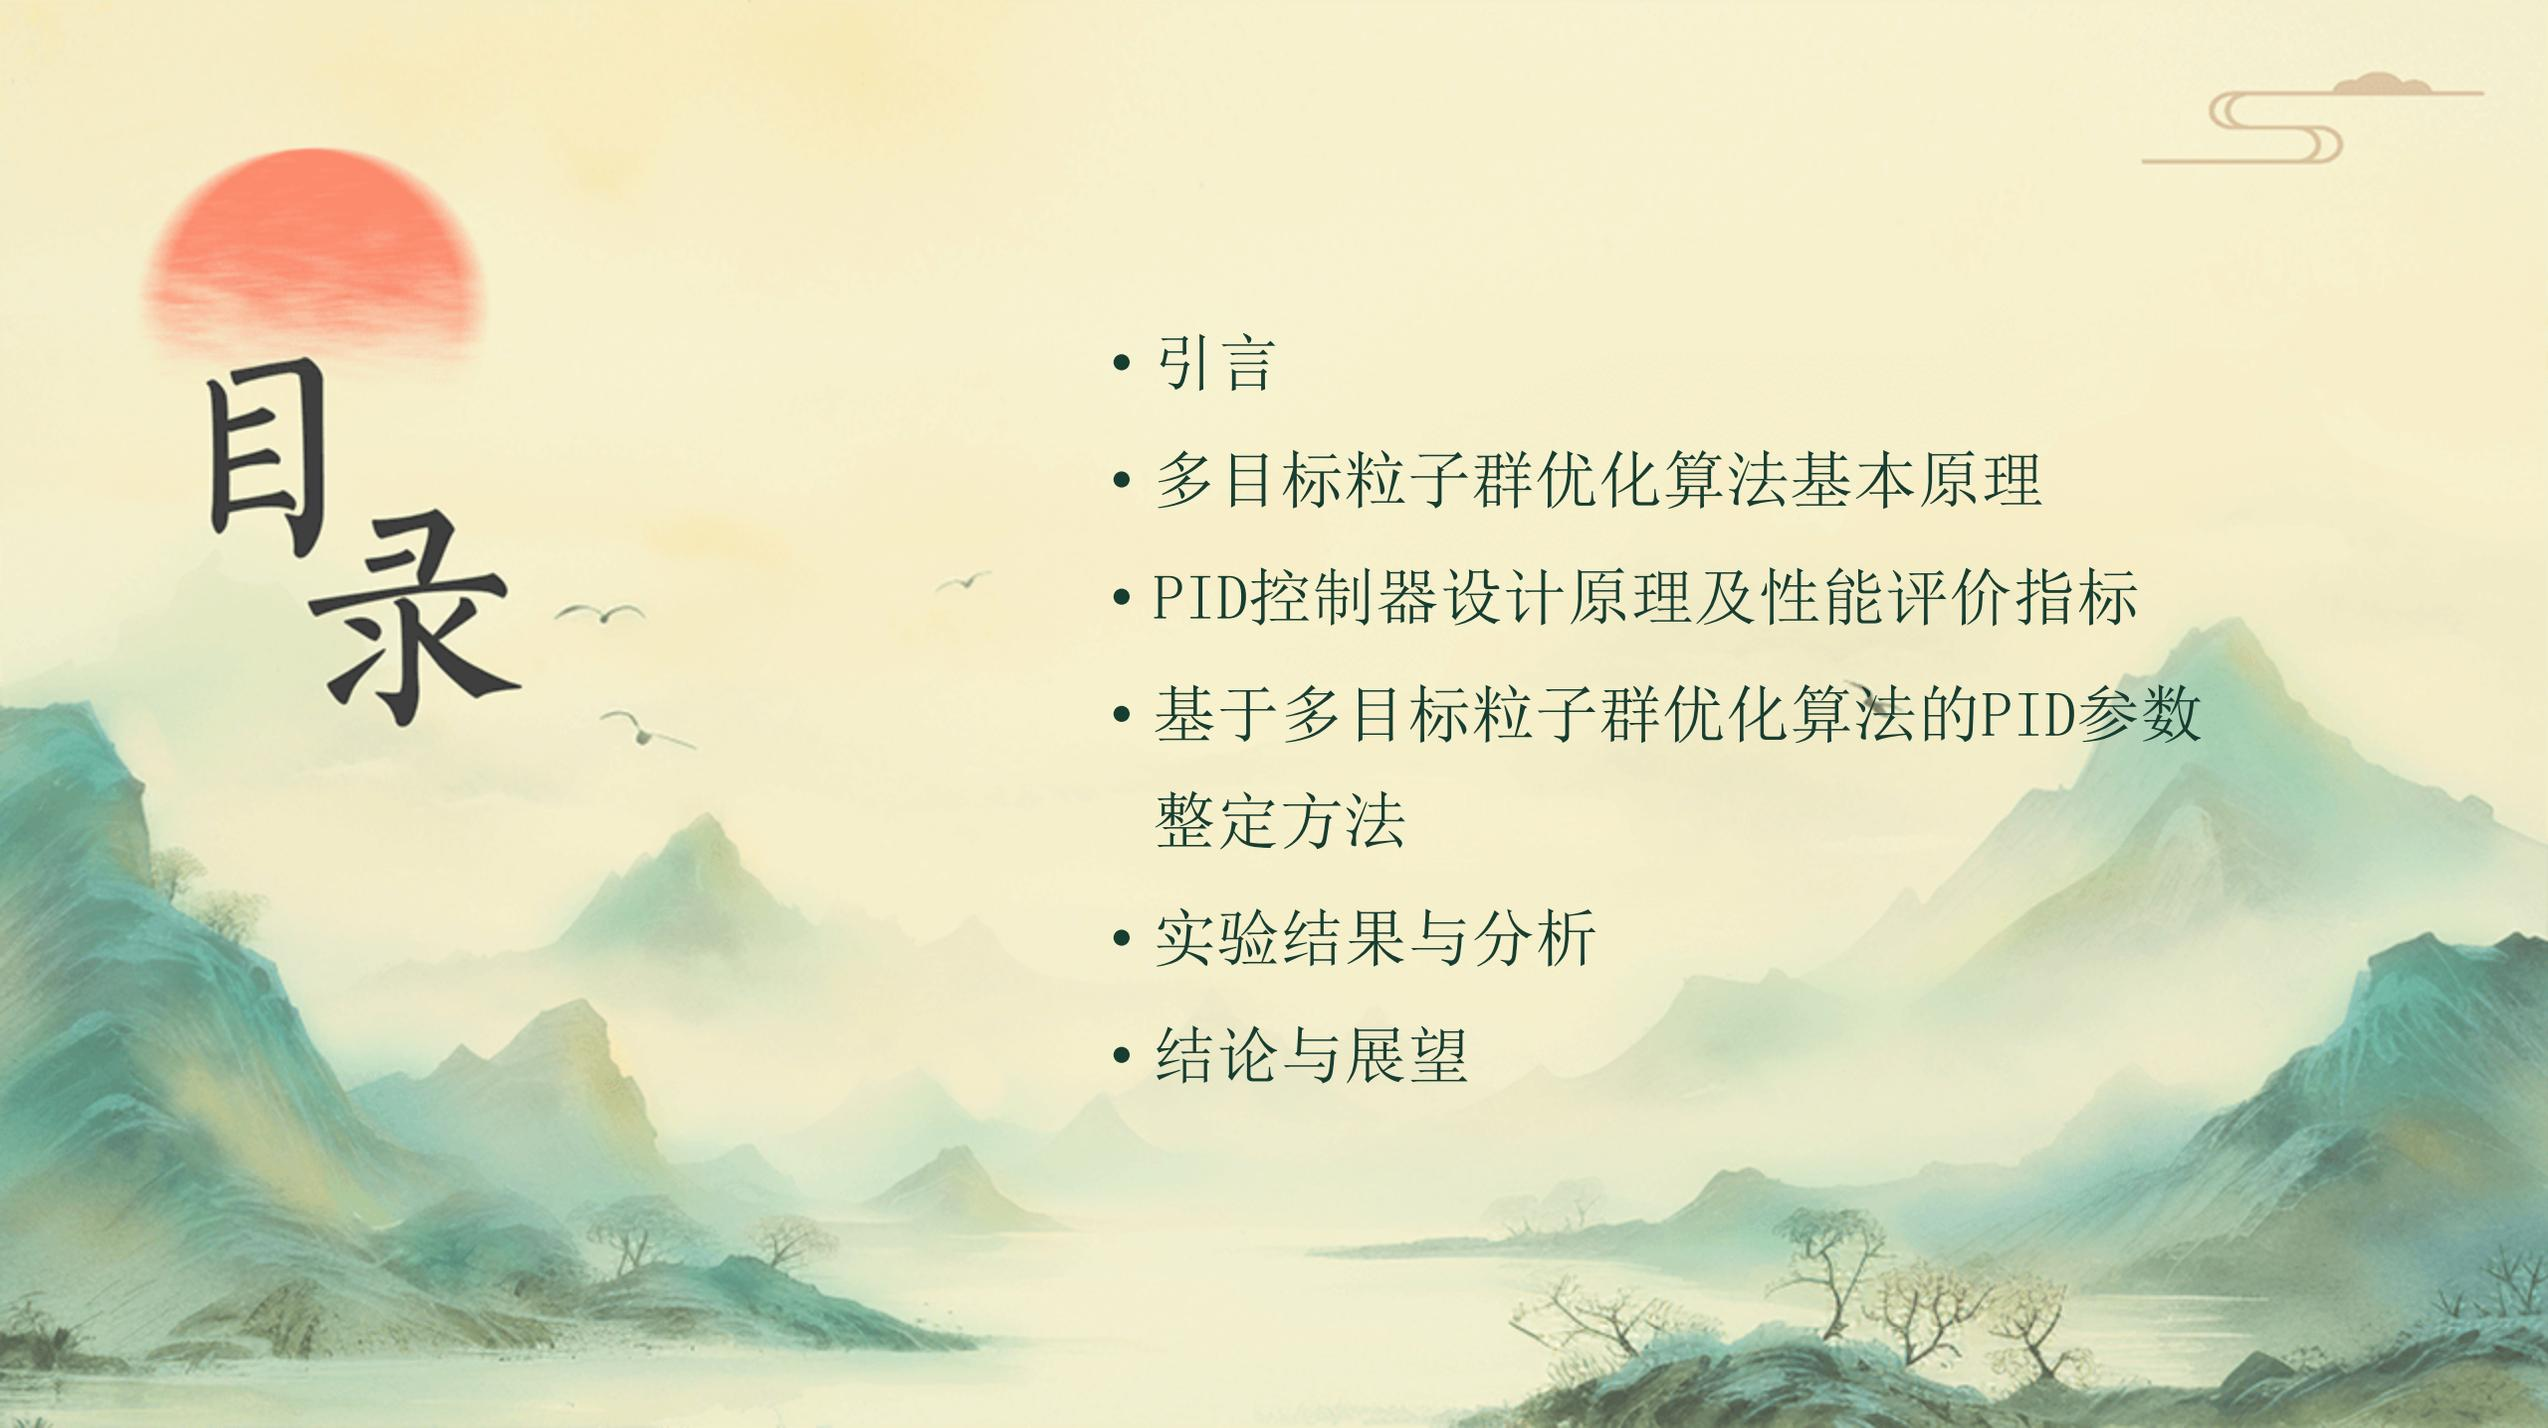 目录
• 引言
• 多目标粒子群优化算法基本原理
• PID控制器设计原理及性能评价指标
• 基于多目标粒子群优化算法的PID参数
整定方法
• 实验结果与分析
• 结论与展望